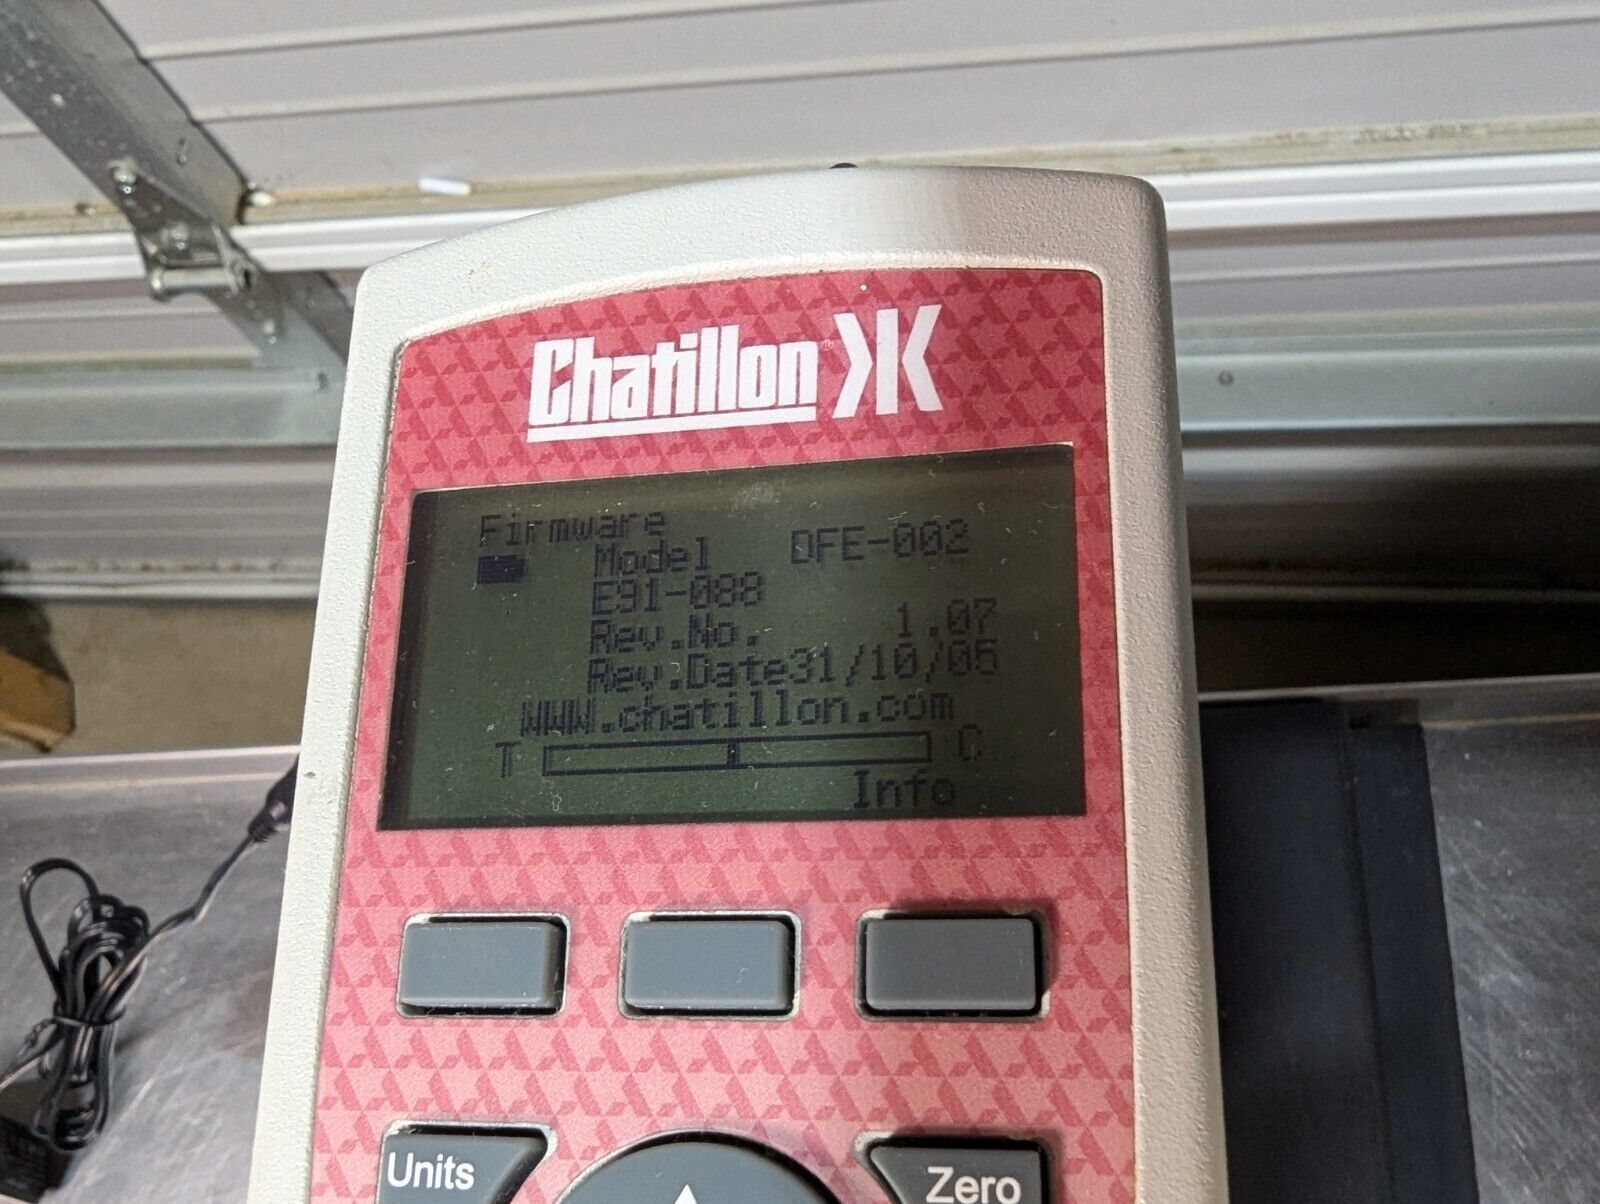 Chatillon
Firmware
Model DFE-002
E91-088
Rev.No. 1.07
Rev.Date31/10/05
WWW.chatillon.com
T C
Info
Units
Zero